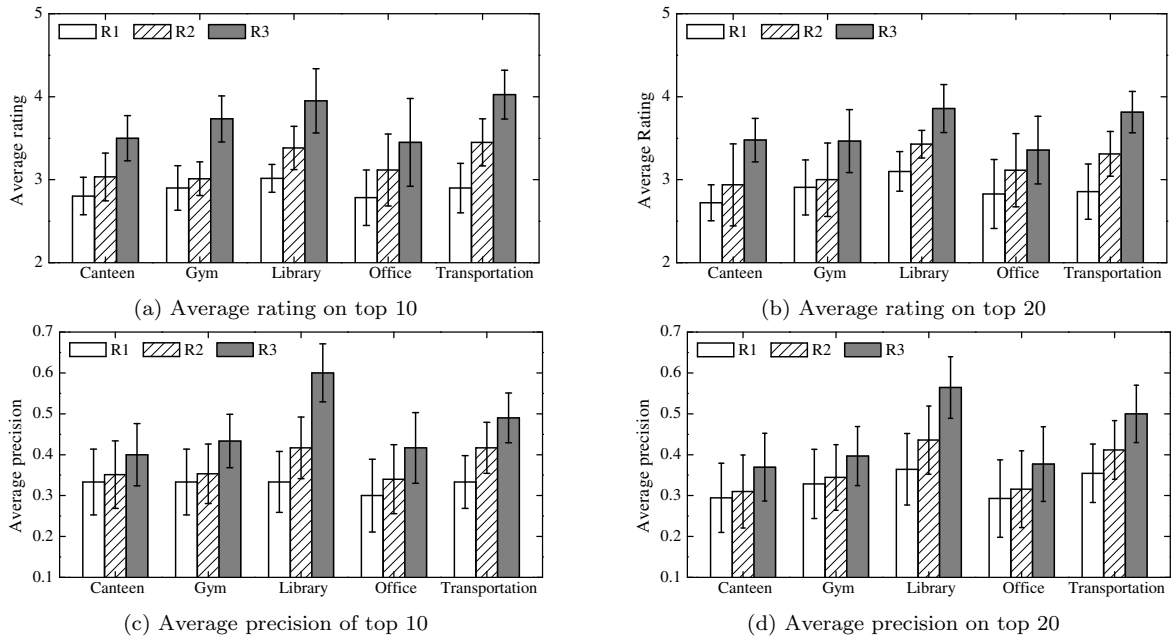 5
4
3
2
Average rating
R1 R2 R3
Canteen Gym Library Office Transportation
(a) Average rating on top 10
5
4
3
2
Average Rating
R1 R2 R3
Canteen Gym Library Office Transportation
(b) Average rating on top 20
0.7
0.6
0.5
0.4
0.3
0.2
0.1
Average precision
R1 R2 R3
Canteen Gym Library Office Transportation
(c) Average precision of top 10
0.7
0.6
0.5
0.4
0.3
0.2
0.1
Average precision
R1 R2 R3
Canteen Gym Library Office Transportation
(d) Average precision on top 20